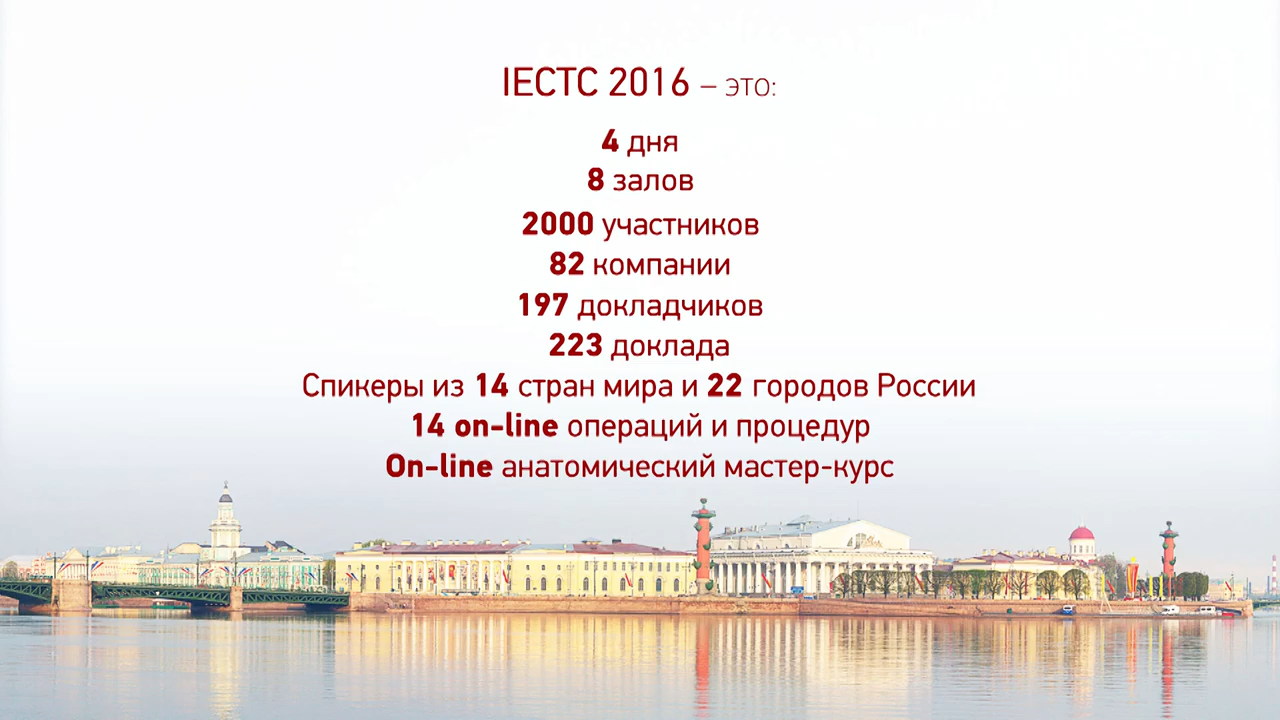 IECTC 2016 – ЭТО:
4 дня
8 залов
2000 участников
82 компании
197 докладчиков
223 доклада
Спикеры из 14 стран мира и 22 городов России
14 on-line операций и процедур
On-line анатомический мастер-курс